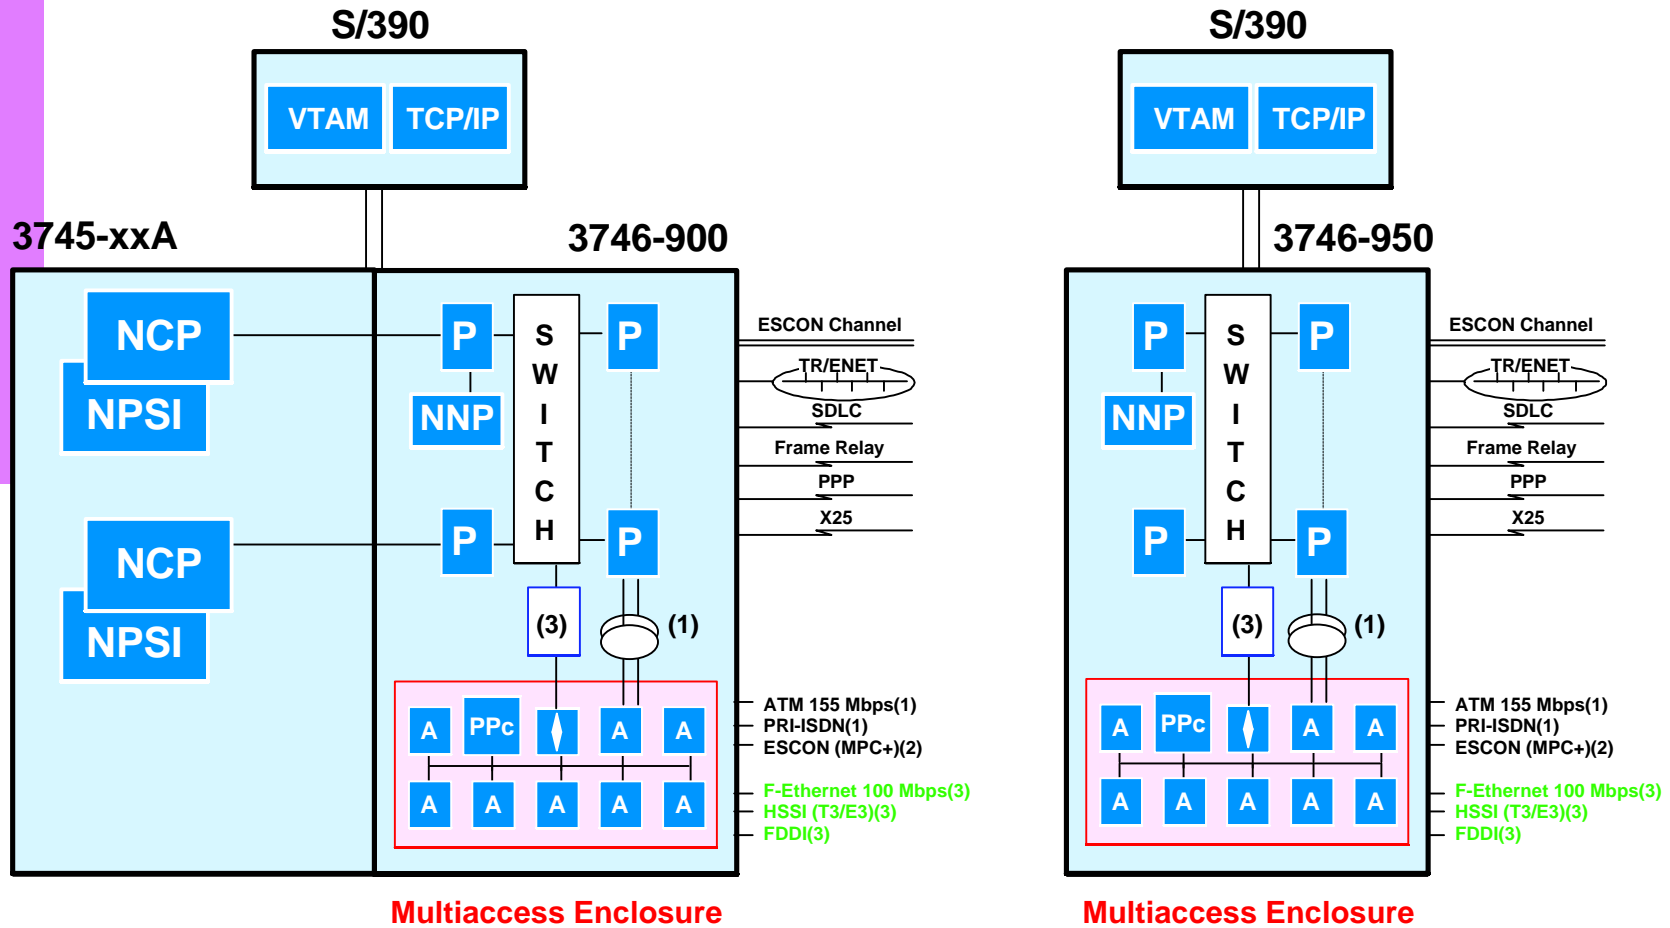 S/390
VTAM
TCP/IP
3745-xxA
3746-900
NCP
NPSI
NCP
NPSI
P
NNP
P
S
W
I
T
C
H
P
P
(3)
(1)
A
PPc
A
A
A
A
A
A
A
ESCON Channel
TR/ENET
SDLC
Frame Relay
PPP
X25
ATM 155 Mbps(1)
PRI-ISDN(1)
ESCON (MPC+)(2)
F-Ethernet 100 Mbps(3)
HSSI (T3/E3)(3)
FDDI(3)
Multiaccess Enclosure
S/390
VTAM
TCP/IP
3746-950
P
NNP
P
S
W
I
T
C
H
P
P
(3)
(1)
A
PPc
A
A
A
A
A
A
A
ESCON Channel
TR/ENET
SDLC
Frame Relay
PPP
X25
ATM 155 Mbps(1)
PRI-ISDN(1)
ESCON (MPC+)(2)
F-Ethernet 100 Mbps(3)
HSSI (T3/E3)(3)
FDDI(3)
Multiaccess Enclosure